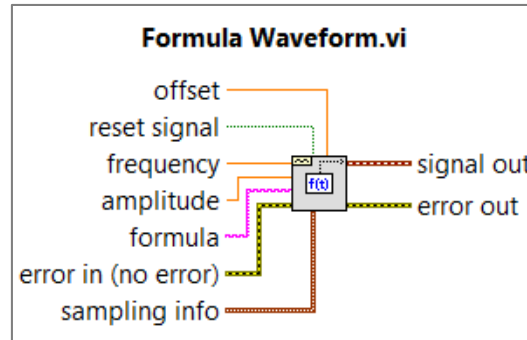 Formula Waveform.vi
offset
reset signal
frequency
amplitude
formula
error in (no error)
sampling info
f(t)
signal out
error out